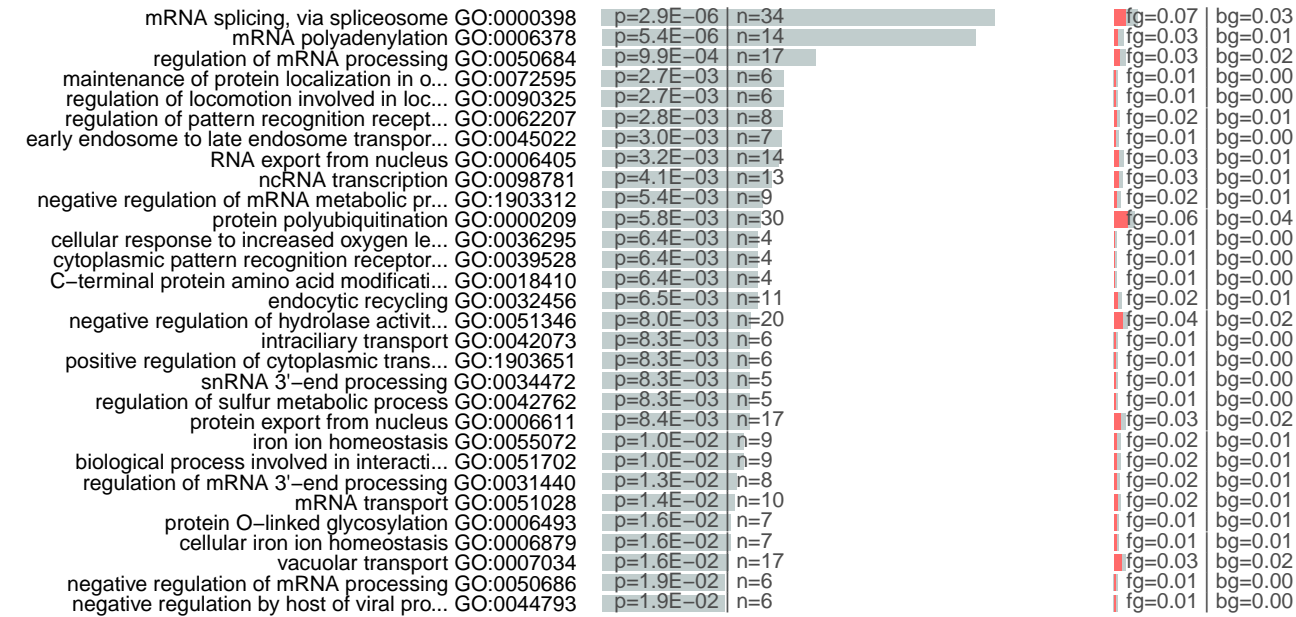 mRNA splicing, via spliceosome GO:0000398 p=2.9E−06 n=34 fg=0.07 bg=0.03
mRNA polyadenylation GO:0006378 p=5.4E−06 n=14 fg=0.03 bg=0.01
regulation of mRNA processing GO:0050684 p=9.9E−04 n=17 fg=0.03 bg=0.02
maintenance of protein localization in o... GO:0072595 p=2.7E−03 n=6 fg=0.01 bg=0.00
regulation of locomotion involved in loc... GO:0090325 p=2.7E−03 n=6 fg=0.01 bg=0.00
regulation of pattern recognition recept... GO:0062207 p=2.8E−03 n=8 fg=0.02 bg=0.01
early endosome to late endosome transpor... GO:0045022 p=3.0E−03 n=7 fg=0.01 bg=0.00
RNA export from nucleus GO:0006405 p=3.2E−03 n=14 fg=0.03 bg=0.01
ncRNA transcription GO:0098781 p=4.1E−03 n=13 fg=0.03 bg=0.01
negative regulation of mRNA metabolic pr... GO:1903312 p=5.4E−03 n=9 fg=0.02 bg=0.01
protein polyubiquitination GO:0000209 p=5.8E−03 n=30 fg=0.06 bg=0.04
cellular response to increased oxygen le... GO:0036295 p=6.4E−03 n=4 fg=0.01 bg=0.00
cytoplasmic pattern recognition receptor... GO:0039528 p=6.4E−03 n=4 fg=0.01 bg=0.00
C−terminal protein amino acid modificati... GO:0018410 p=6.4E−03 n=4 fg=0.01 bg=0.00
endocytic recycling GO:0032456 p=6.5E−03 n=11 fg=0.02 bg=0.01
negative regulation of hydrolase activit... GO:0051346 p=8.0E−03 n=20 fg=0.04 bg=0.02
intraciliary transport GO:0042073 p=8.3E−03 n=6 fg=0.01 bg=0.00
positive regulation of cytoplasmic trans... GO:1903651 p=8.3E−03 n=6 fg=0.01 bg=0.00
snRNA 3'−end processing GO:0034472 p=8.3E−03 n=5 fg=0.01 bg=0.00
regulation of sulfur metabolic process GO:0042762 p=8.3E−03 n=5 fg=0.01 bg=0.00
protein export from nucleus GO:0006611 p=8.4E−03 n=17 fg=0.03 bg=0.02
iron ion homeostasis GO:0055072 p=1.0E−02 n=9 fg=0.02 bg=0.01
biological process involved in interacti... GO:0051702 p=1.0E−02 n=9 fg=0.02 bg=0.01
regulation of mRNA 3'−end processing GO:0031440 p=1.3E−02 n=8 fg=0.02 bg=0.01
mRNA transport GO:0051028 p=1.4E−02 n=10 fg=0.02 bg=0.01
protein O−linked glycosylation GO:0006493 p=1.6E−02 n=7 fg=0.01 bg=0.01
cellular iron ion homeostasis GO:0006879 p=1.6E−02 n=7 fg=0.01 bg=0.01
vacuolar transport GO:0007034 p=1.6E−02 n=17 fg=0.03 bg=0.02
negative regulation of mRNA processing GO:0050686 p=1.9E−02 n=6 fg=0.01 bg=0.00
negative regulation by host of viral pro... GO:0044793 p=1.9E−02 n=6 fg=0.01 bg=0.00